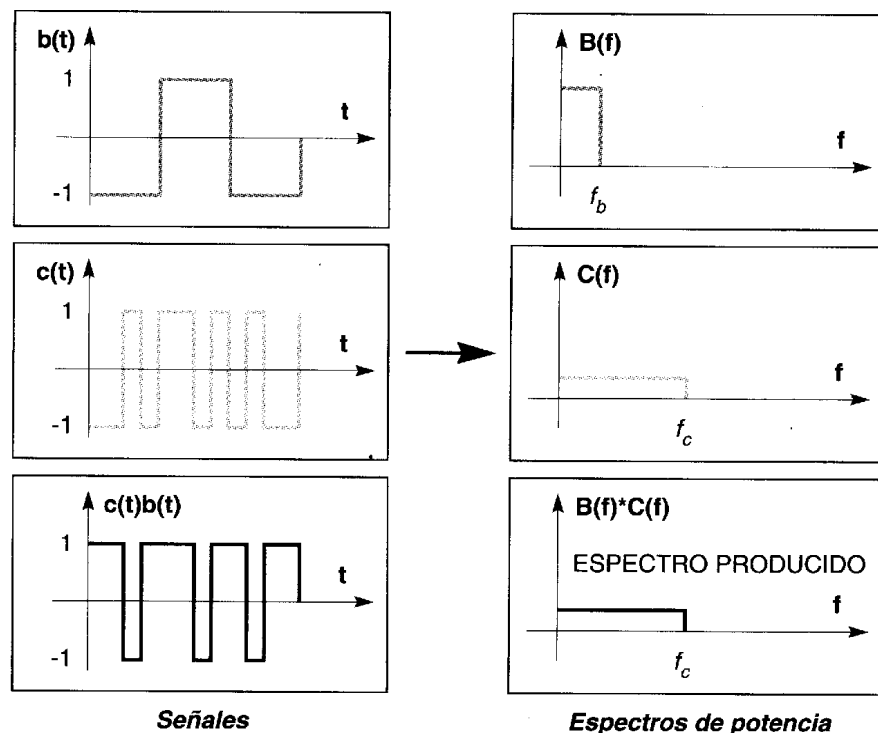 b(t)
1
t
-1
B(f)
f
f_b
c(t)
1
t
-1
C(f)
f
f_c
c(t)b(t)
1
t
-1
B(f)*C(f)
ESPECTRO PRODUCIDO
f
f_c
Señales
Espectros de potencia